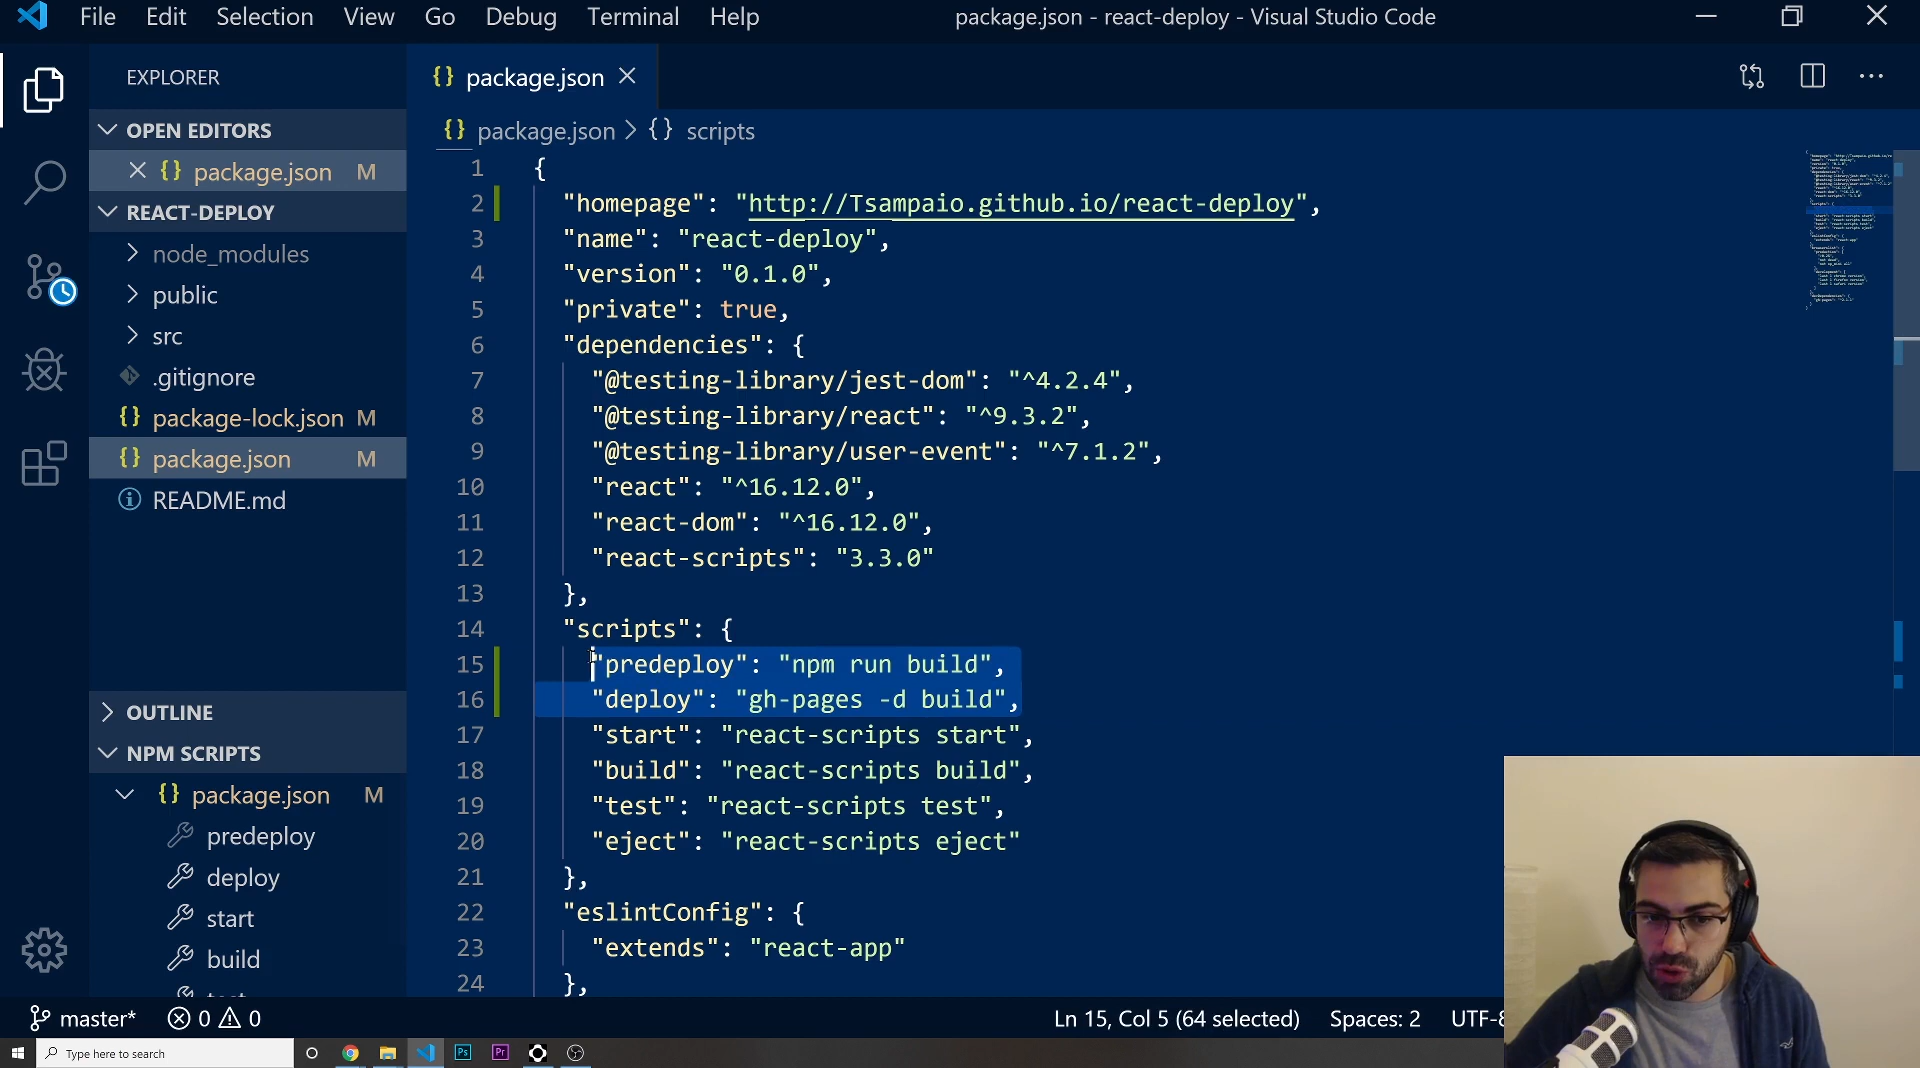 File Edit Selection View Go Debug Terminal Help package.json - react-deploy - Visual Studio Code
EXPLORER
OPEN EDITORS
package.json M
REACT-DEPLOY
node_modules
public
src
.gitignore
package-lock.json M
package.json M
README.md
OUTLINE
NPM SCRIPTS
package.json M
predeploy
deploy
start
build
test
package.json
package.json > {} scripts
1 {
2 "homepage": "http://Tsampaio.github.io/react-deploy",
3 "name": "react-deploy",
4 "version": "0.1.0",
5 "private": true,
6 "dependencies": {
7 "@testing-library/jest-dom": "^4.2.4",
8 "@testing-library/react": "^9.3.2",
9 "@testing-library/user-event": "^7.1.2",
10 "react": "^16.12.0",
11 "react-dom": "^16.12.0",
12 "react-scripts": "3.3.0"
13 },
14 "scripts": {
15 "predeploy": "npm run build",
16 "deploy": "gh-pages -d build",
17 "start": "react-scripts start",
18 "build": "react-scripts build",
19 "test": "react-scripts test",
20 "eject": "react-scripts eject"
21 },
22 "eslintConfig": {
23 "extends": "react-app"
24 },
master* 0 0 Ln 15, Col 5 (64 selected) Spaces: 2 UTF-8
Type here to search
Ps Pr